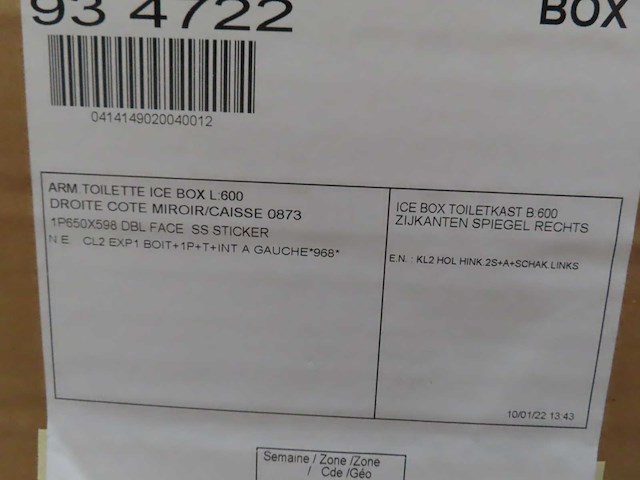 93 4722
BOX
0414149020040012
ARM.TOILETTE ICE BOX L:600
DROITE COTE MIROIR/CAISSE 0873
1P650X598 DBL FACE SS STICKER
N.E. CL2 EXP1 BOIT+1P+T+INT A GAUCHE*968*
ICE BOX TOILETKAST B:600
ZIJKANTEN SPIEGEL RECHTS
E.N. : KL2 HOL HINK.2S+A+SCHAK.LINKS
10/01/22 13:43
Semaine / Zone /Zone
/ Cde /Géo